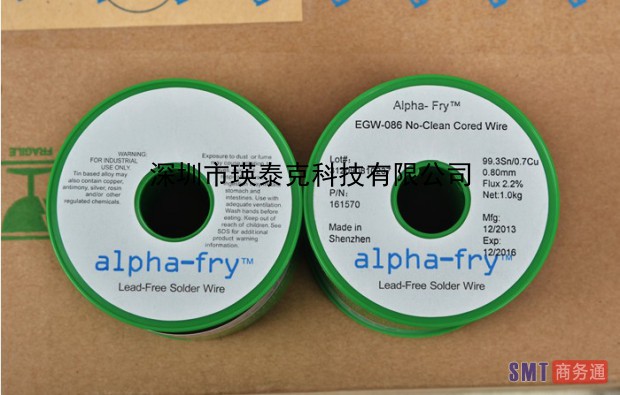 FRAGILE
WARNING:
FOR INDUSTRIAL
USE ONLY.
Tin based alloy may
also contain copper,
antimony, silver, rosin
and/or other
regulated chemicals.
Exposure to dust or fume
stomach and
intestines. Use with
adequate ventilation.
Wash hands before
eating. Keep out of
reach of children. See
SDS for additional
product warning
information.
alpha-fry™
Lead-Free Solder Wire
Alpha- Fry™
EGW-086 No-Clean Cored Wire
Lot#:
P/N:
161570
Made in
Shenzhen
99.3Sn/0.7Cu
0.80mm
Flux 2.2%
Net:1.0kg
Mfg:
12/2013
Exp:
12/2016
alpha-fry™
Lead-Free Solder Wire
深圳市瑛泰克科技有限公司
SMT 商务通